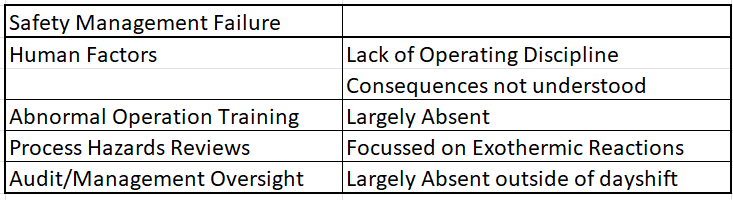 Safety Management Failure
Human Factors Lack of Operating Discipline
Consequences not understood
Abnormal Operation Training Largely Absent
Process Hazards Reviews Focussed on Exothermic Reactions
Audit/Management Oversight Largely Absent outside of dayshift